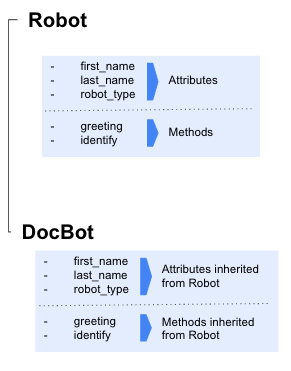 Robot
- first_name
- last_name
- robot_type
Attributes
- greeting
- identify
Methods
DocBot
- first_name
- last_name
- robot_type
Attributes inherited
from Robot
- greeting
- identify
Methods inherited
from Robot